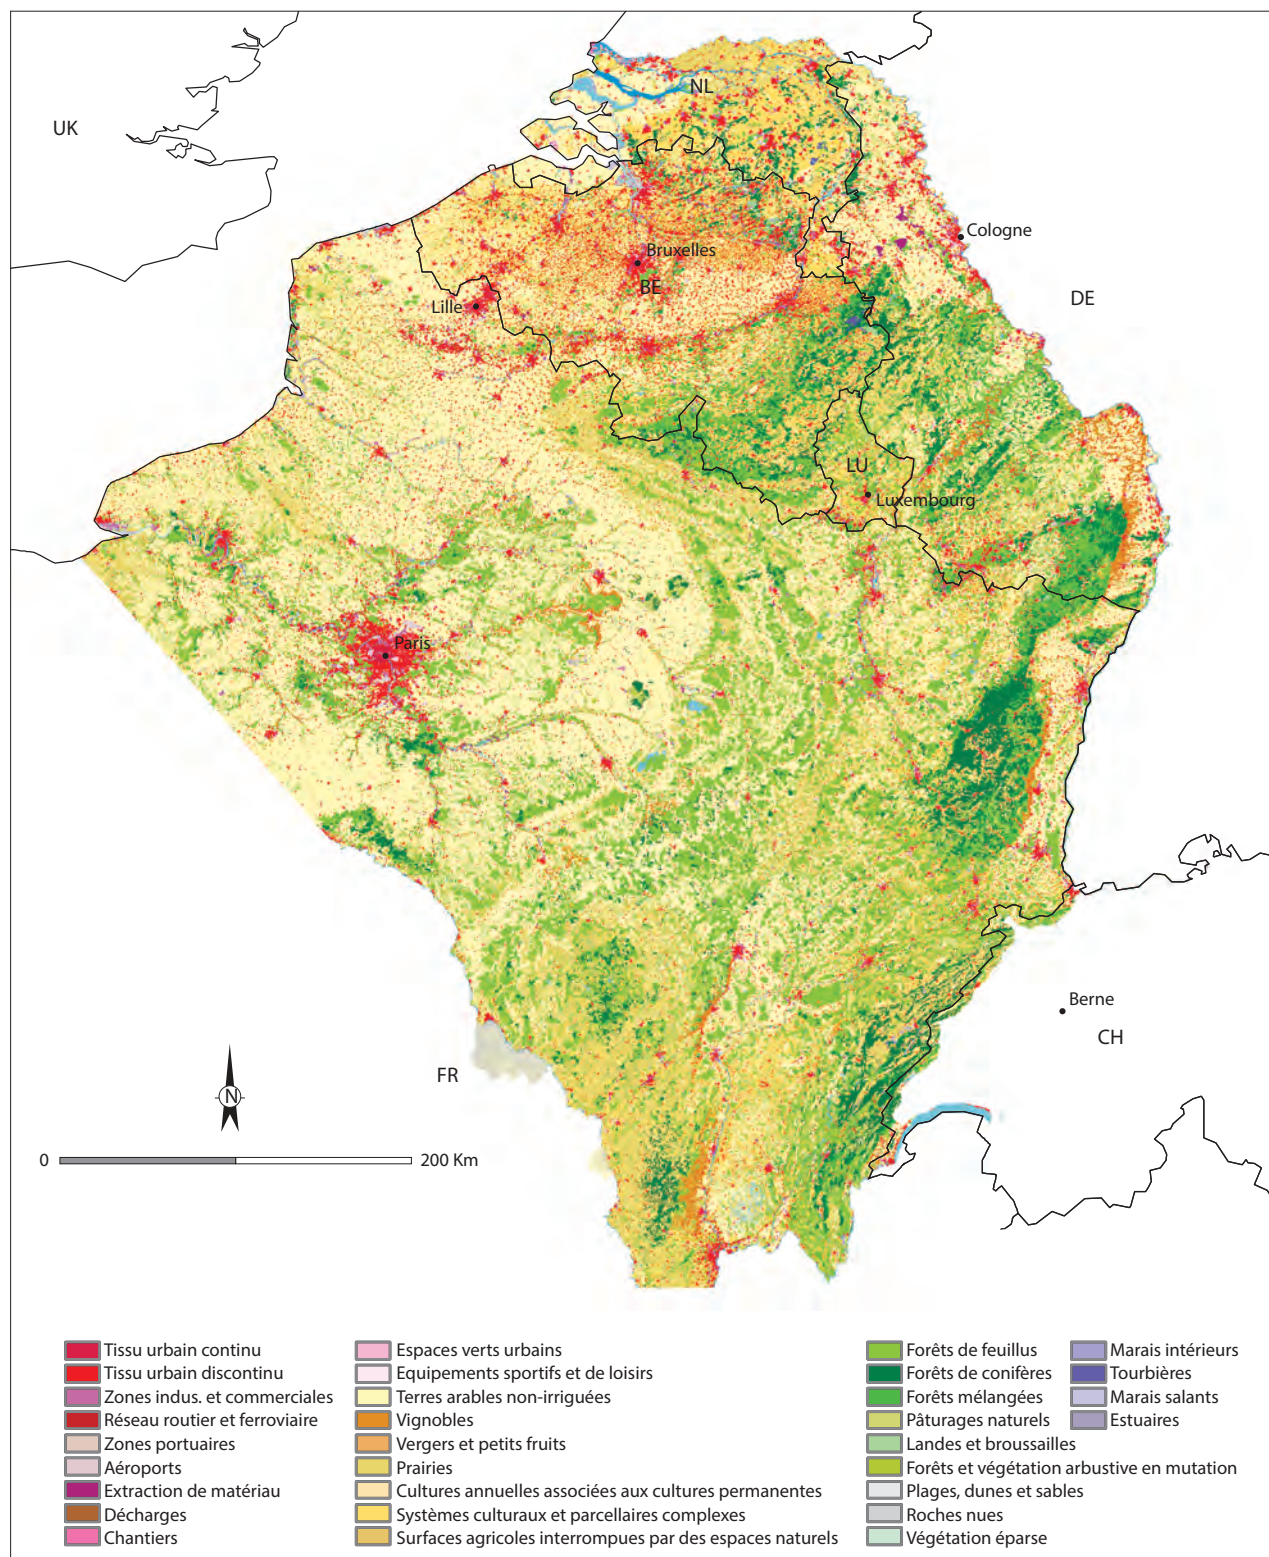 UK
NL
Cologne
Bruxelles
BE
DE
Lille
LU
Luxembourg
Paris
Berne
CH
FR
N
0
200 Km
Tissu urbain continu
Tissu urbain discontinu
Zones indus. et commerciales
Réseau routier et ferroviaire
Zones portuaires
Aéroports
Extraction de matériau
Décharges
Chantiers
Espaces verts urbains
Equipements sportifs et de loisirs
Terres arables non-irriguées
Vignobles
Vergers et petits fruits
Prairies
Cultures annuelles associées aux cultures permanentes
Systèmes culturaux et parcellaires complexes
Surfaces agricoles interrompues par des espaces naturels
Forêts de feuillus
Forêts de conifères
Forêts mélangées
Pâturages naturels
Landes et broussailles
Forêts et végétation arbustive en mutation
Plages, dunes et sables
Roches nues
Végétation éparse
Marais intérieurs
Tourbières
Marais salants
Estuaires